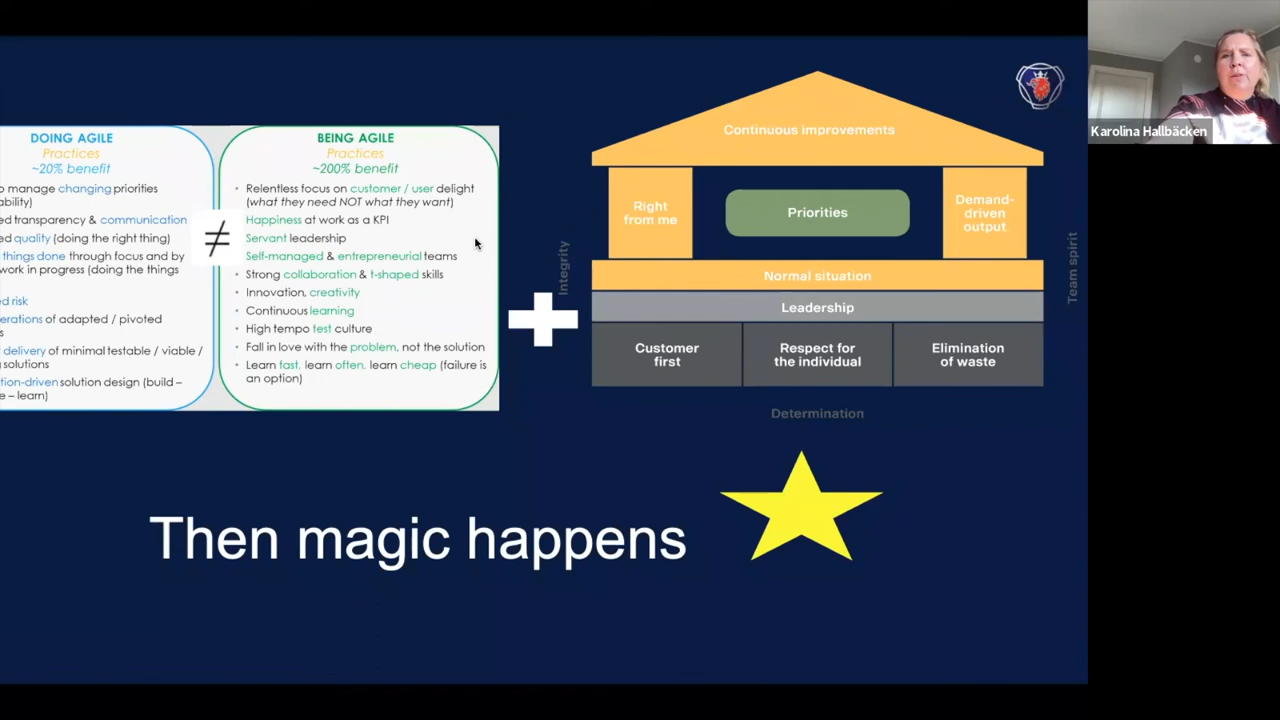 DOING AGILE
Practices
~20% benefit
o manage changing priorities
ability)
ed transparency & communication
ed quality (doing the right thing)
things done through focus and by
work in progress (doing the things
ed risk
erations of adapted / pivoted
s
delivery of minimal testable / viable /
solutions
tion-driven solution design (build –
e – learn)
≠
BEING AGILE
Practices
~200% benefit
• Relentless focus on customer / user delight
(what they need NOT what they want)
• Happiness at work as a KPI
• Servant leadership
• Self-managed & entrepreneurial teams
• Strong collaboration & t-shaped skills
• Innovation, creativity
• Continuous learning
• High tempo test culture
• Fall in love with the problem, not the solution
• Learn fast, learn often, learn cheap (failure is
an option)
Continuous improvements
Right
from me
Priorities
Demand-
driven
output
Normal situation
Leadership
Customer
first
Respect for
the individual
Elimination
of waste
Integrity
Team spirit
Determination
Then magic happens
Karolina Hallbäcken